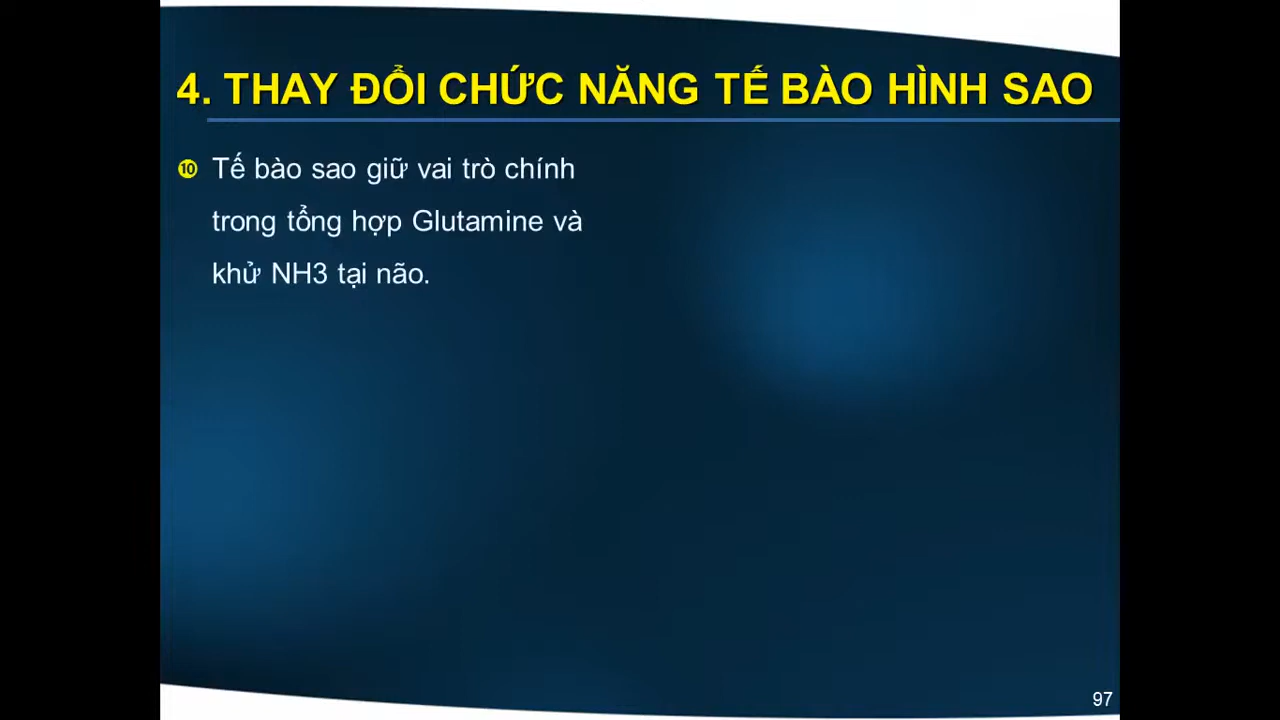 4. THAY ĐỔI CHỨC NĂNG TẾ BÀO HÌNH SAO
❿ Tế bào sao giữ vai trò chính
trong tổng hợp Glutamine và
khử NH3 tại não.
97